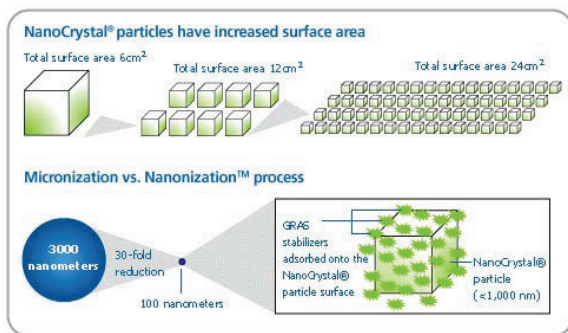 NanoCrystal® particles have increased surface area
Total surface area 6cm²
Total surface area 12cm²
Total surface area 24cm²
Micronization vs. Nanonization™ process
3000
nanometers
30-fold
reduction
100 nanometers
GRAS
stabilizers
adsorbed onto the
NanoCrystal®
particle surface
NanoCrystal®
particle
(<1,000 nm)